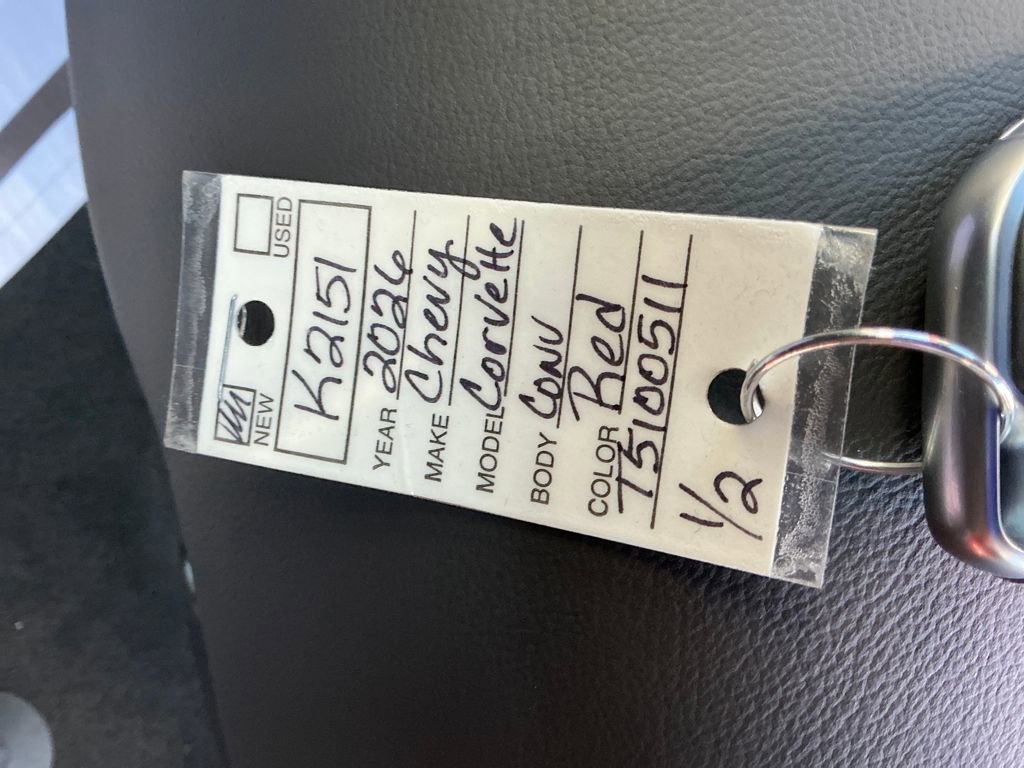 NEW USED
K2151
YEAR 2026
MAKE Chevy
MODEL Corvette
BODY Conv
COLOR Red
T5100511
1/2